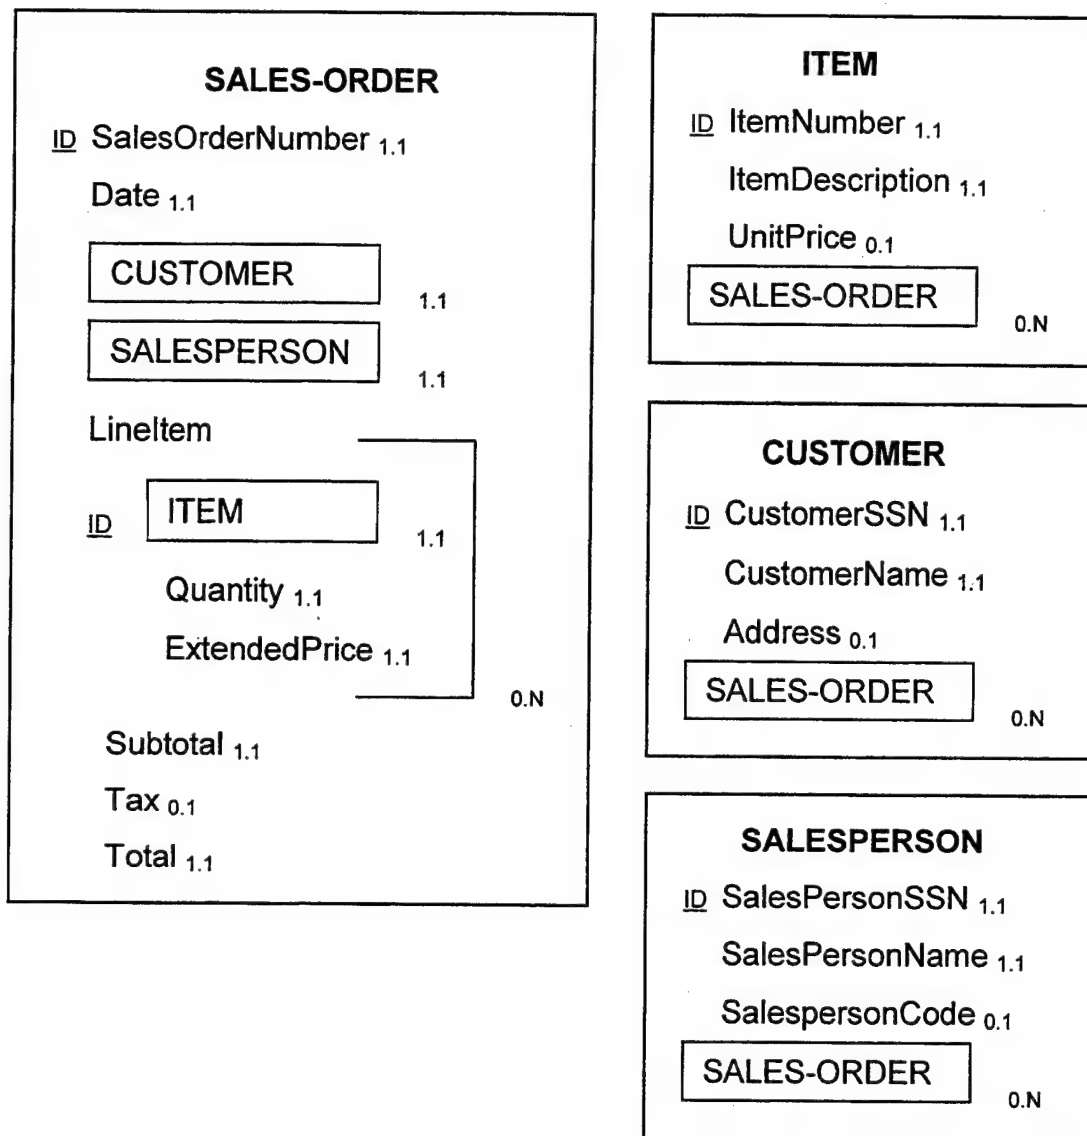 SALES-ORDER
ID SalesOrderNumber 1.1
Date 1.1
CUSTOMER 1.1
SALESPERSON 1.1
LineItem
ID ITEM 1.1
Quantity 1.1
ExtendedPrice 1.1
0.N
Subtotal 1.1
Tax 0.1
Total 1.1
ITEM
ID ItemNumber 1.1
ItemDescription 1.1
UnitPrice 0.1
SALES-ORDER 0.N
CUSTOMER
ID CustomerSSN 1.1
CustomerName 1.1
Address 0.1
SALES-ORDER 0.N
SALESPERSON
ID SalesPersonSSN 1.1
SalesPersonName 1.1
SalespersonCode 0.1
SALES-ORDER 0.N